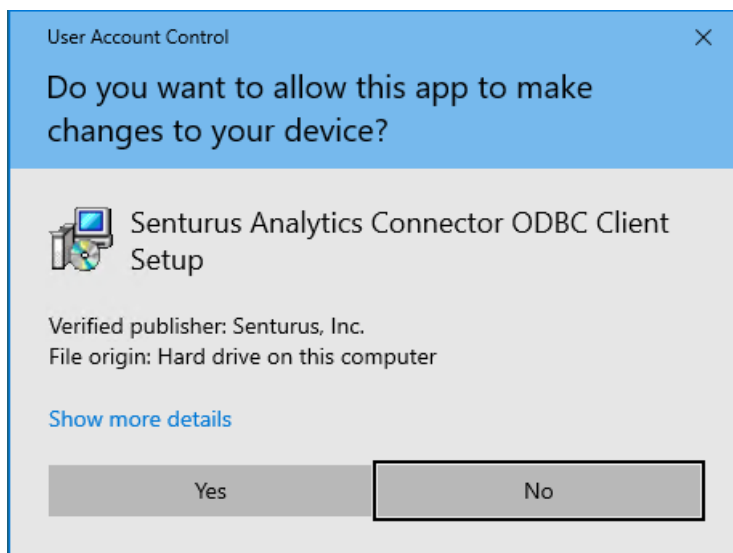 User Account Control
Do you want to allow this app to make
changes to your device?
Senturus Analytics Connector ODBC Client
Setup
Verified publisher: Senturus, Inc.
File origin: Hard drive on this computer
Show more details
Yes
No